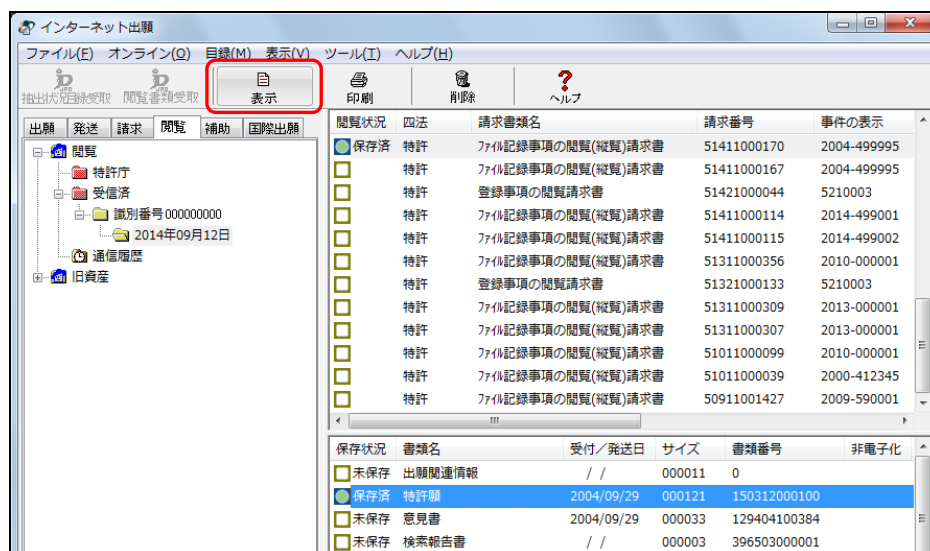 インターネット出願
ファイル(F) オンライン(O) 目録(M) 表示(V) ツール(T) ヘルプ(H)
抽出状況目録受取 閲覧書類受取 表示 印刷 削除 ヘルプ
出願 発送 請求 閲覧 補助 国際出願
閲覧
特許庁
受信済
識別番号000000000
2014年09月12日
通信履歴
旧資産
閲覧状況 四法 請求書類名 請求番号 事件の表示
保存済 特許 ファイル記録事項の閲覧(縦覧)請求書 51411000170 2004-499995
特許 ファイル記録事項の閲覧(縦覧)請求書 51411000167 2004-499995
特許 登録事項の閲覧請求書 51421000044 5210003
特許 ファイル記録事項の閲覧(縦覧)請求書 51411000114 2014-499001
特許 ファイル記録事項の閲覧(縦覧)請求書 51411000115 2014-499002
特許 ファイル記録事項の閲覧(縦覧)請求書 51311000356 2010-000001
特許 登録事項の閲覧請求書 51321000133 5210003
特許 ファイル記録事項の閲覧(縦覧)請求書 51311000309 2013-000001
特許 ファイル記録事項の閲覧(縦覧)請求書 51311000307 2013-000001
特許 ファイル記録事項の閲覧(縦覧)請求書 51011000099 2010-000001
特許 ファイル記録事項の閲覧(縦覧)請求書 51011000039 2000-412345
特許 ファイル記録事項の閲覧(縦覧)請求書 50911001427 2009-590001
保存状況 書類名 受付/発送日 サイズ 書類番号 非電子化
未保存 出願関連情報 / / 000011 0
保存済 特許願 2004/09/29 000121 150312000100
未保存 意見書 2004/09/29 000033 129404100384
未保存 検索報告書 / / 000003 396503000001